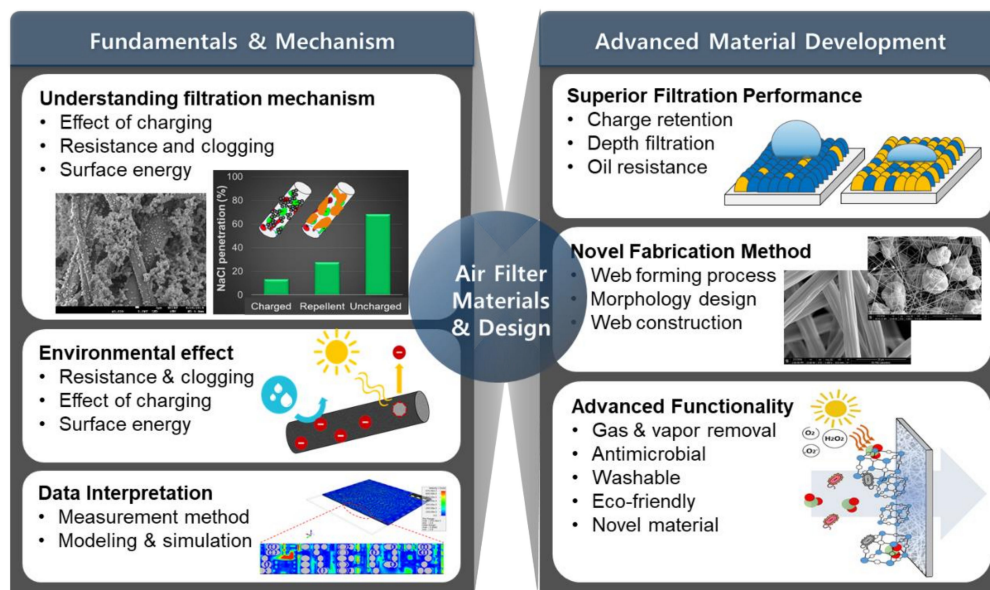 Fundamentals & Mechanism
Understanding filtration mechanism
• Effect of charging
• Resistance and clogging
• Surface energy
NaCl penetration (%)
100
80
60
40
20
0
Charged Repellent Uncharged
Environmental effect
• Resistance & clogging
• Effect of charging
• Surface energy
Data Interpretation
• Measurement method
• Modeling & simulation
Air Filter
Materials
& Design
Advanced Material Development
Superior Filtration Performance
• Charge retention
• Depth filtration
• Oil resistance
Novel Fabrication Method
• Web forming process
• Morphology design
• Web construction
Advanced Functionality
• Gas & vapor removal
• Antimicrobial
• Washable
• Eco-friendly
• Novel material
H₂O₂